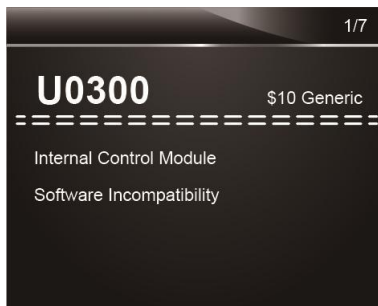 1/7
U0300 $10 Generic
Internal Control Module
Software Incompatibility